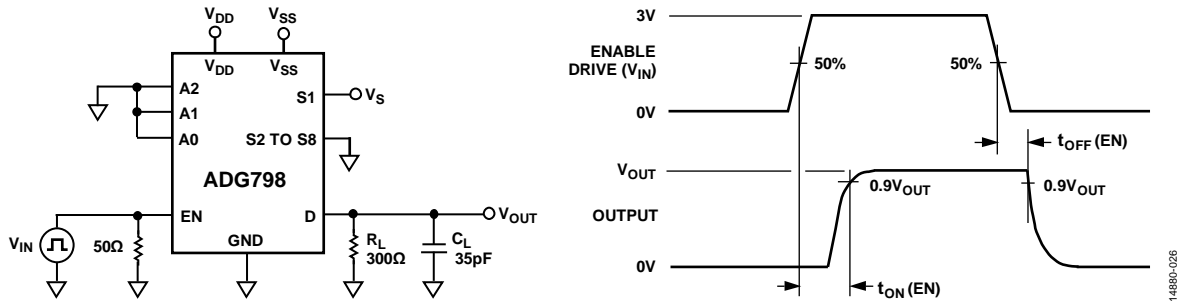 VDD
VSS
VDD
VSS
A2
A1
A0
S1
VS
S2 TO S8
ADG798
EN
D
VOUT
VIN
50Ω
GND
RL
300Ω
CL
35pF
3V
ENABLE
DRIVE (VIN)
50%
50%
0V
tOFF (EN)
VOUT
0.9VOUT
0.9VOUT
OUTPUT
0V
tON (EN)
14880-026